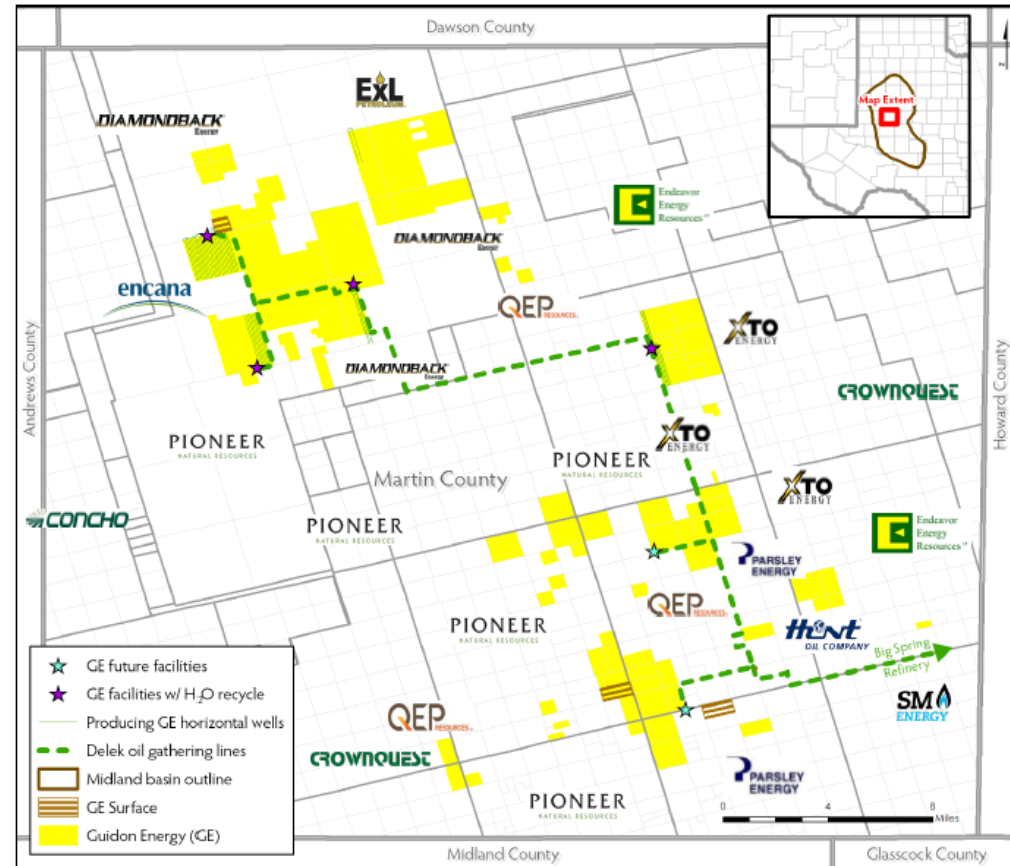 Dawson County
EXL
PETROLEUM
DIAMONDBACK
Energy
Map Extent
Endeavor
Energy
Resources LP
DIAMONDBACK
Energy
encana
QEP
RESOURCES
XTO
ENERGY
DIAMONDBACK
Energy
CROWNQUEST
Andrews County
Howard County
PIONEER
NATURAL RESOURCES
XTO
ENERGY
PIONEER
NATURAL RESOURCES
Martin County
XTO
ENERGY
CONCHO
PIONEER
NATURAL RESOURCES
Endeavor
Energy
Resources LP
PARSLEY
ENERGY
QEP
RESOURCES
PIONEER
NATURAL RESOURCES
Hunt
OIL COMPANY
Big Spring
Refinery
SM
ENERGY
GE future facilities
GE facilities w/ H₂O recycle
Producing GE horizontal wells
Delek oil gathering lines
Midland basin outline
GE Surface
Guidon Energy (GE)
QEP
RESOURCES
CROWNQUEST
PARSLEY
ENERGY
PIONEER
NATURAL RESOURCES
0 4 8
Miles
Midland County
Glasscock County